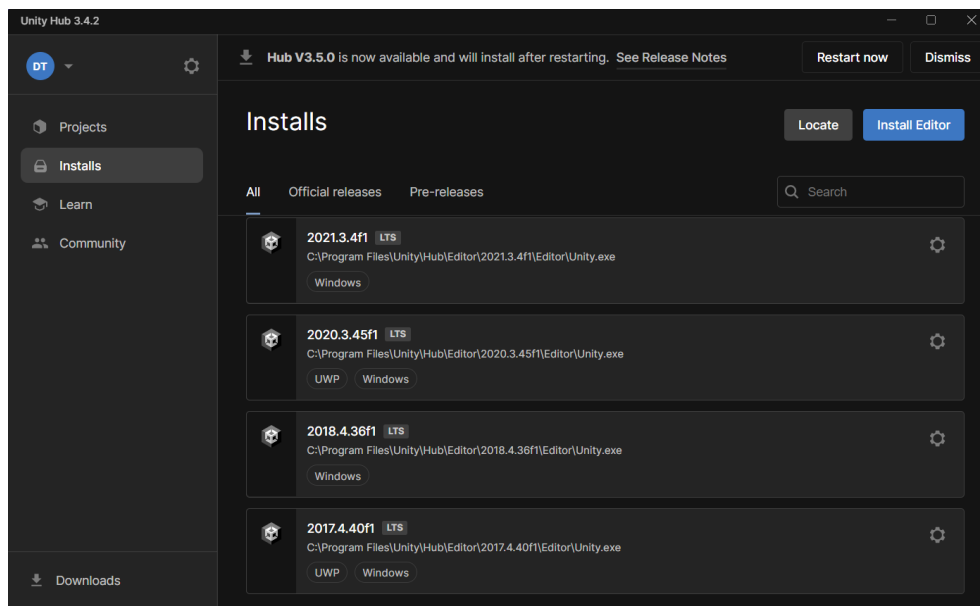 Unity Hub 3.4.2
DT
Hub V3.5.0 is now available and will install after restarting. See Release Notes
Restart now
Dismiss
Projects
Installs
Learn
Community
Downloads
Installs
Locate
Install Editor
All Official releases Pre-releases
Search
2021.3.4f1 LTS
C:\Program Files\Unity\Hub\Editor\2021.3.4f1\Editor\Unity.exe
Windows
2020.3.45f1 LTS
C:\Program Files\Unity\Hub\Editor\2020.3.45f1\Editor\Unity.exe
UWP Windows
2018.4.36f1 LTS
C:\Program Files\Unity\Hub\Editor\2018.4.36f1\Editor\Unity.exe
Windows
2017.4.40f1 LTS
C:\Program Files\Unity\Hub\Editor\2017.4.40f1\Editor\Unity.exe
UWP Windows